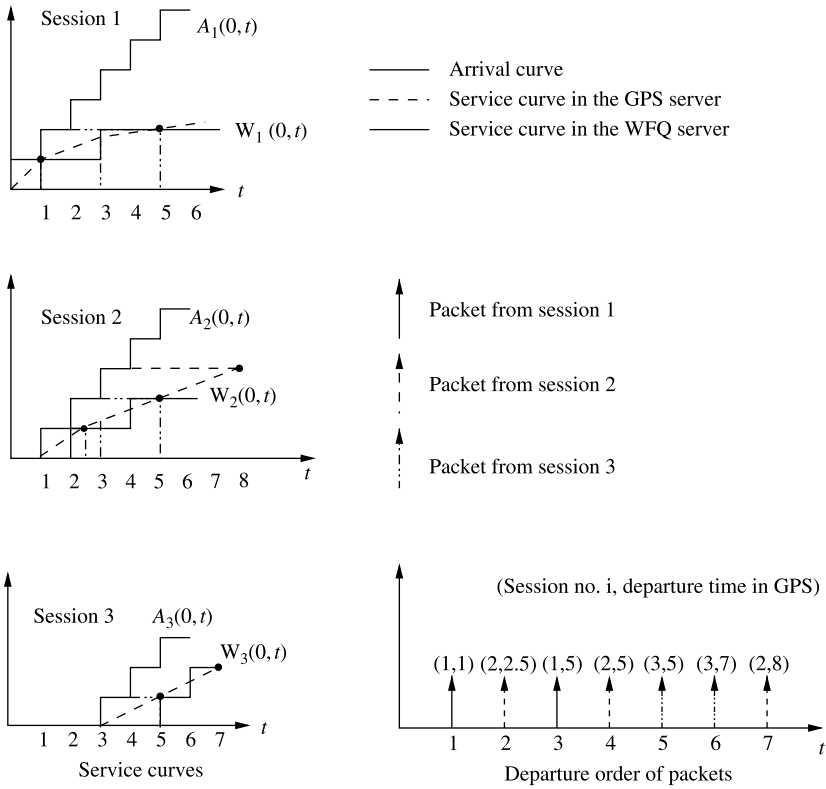 Session 1
A₁(0, t)
W₁ (0, t)
t
1 2 3 4 5 6
Arrival curve
Service curve in the GPS server
Service curve in the WFQ server
Session 2
A₂(0, t)
W₂(0, t)
t
1 2 3 4 5 6 7 8
Packet from session 1
Packet from session 2
Packet from session 3
Session 3
A₃(0, t)
W₃(0, t)
t
1 2 3 4 5 6 7
Service curves
(Session no. i, departure time in GPS)
(1,1) (2,2.5) (1,5) (2,5) (3,5) (3,7) (2,8)
1 2 3 4 5 6 7
t
Departure order of packets